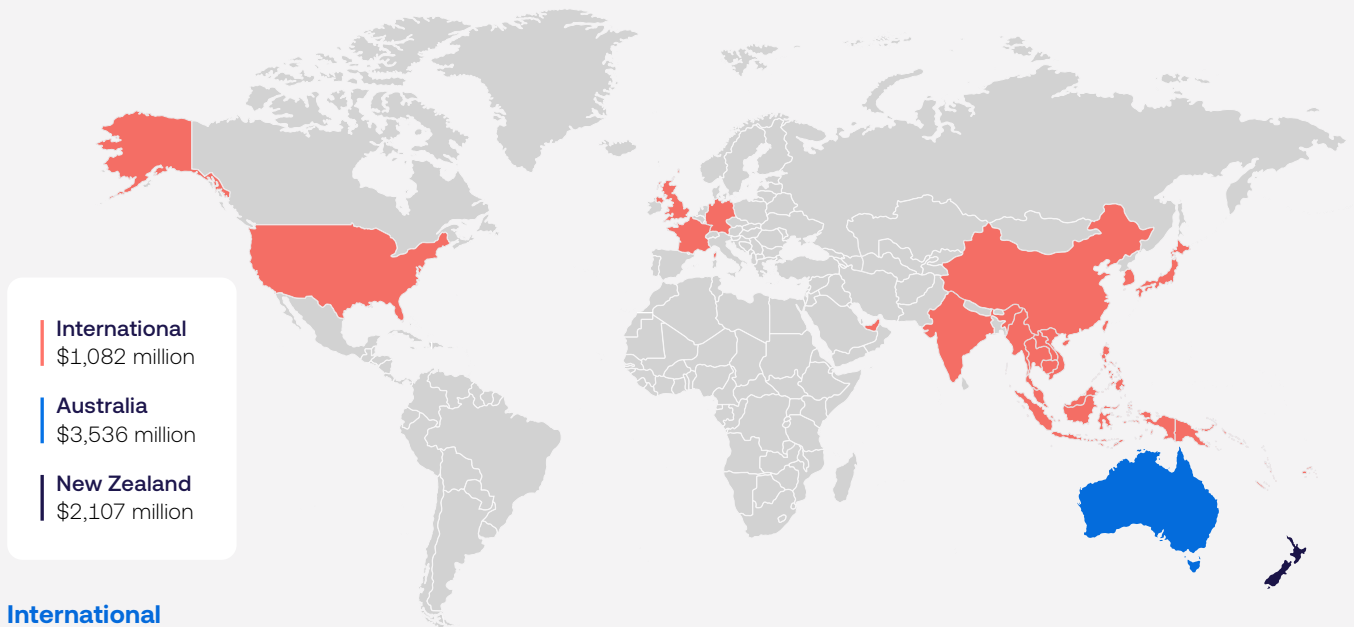 International
$1,082 million
Australia
$3,536 million
New Zealand
$2,107 million
International